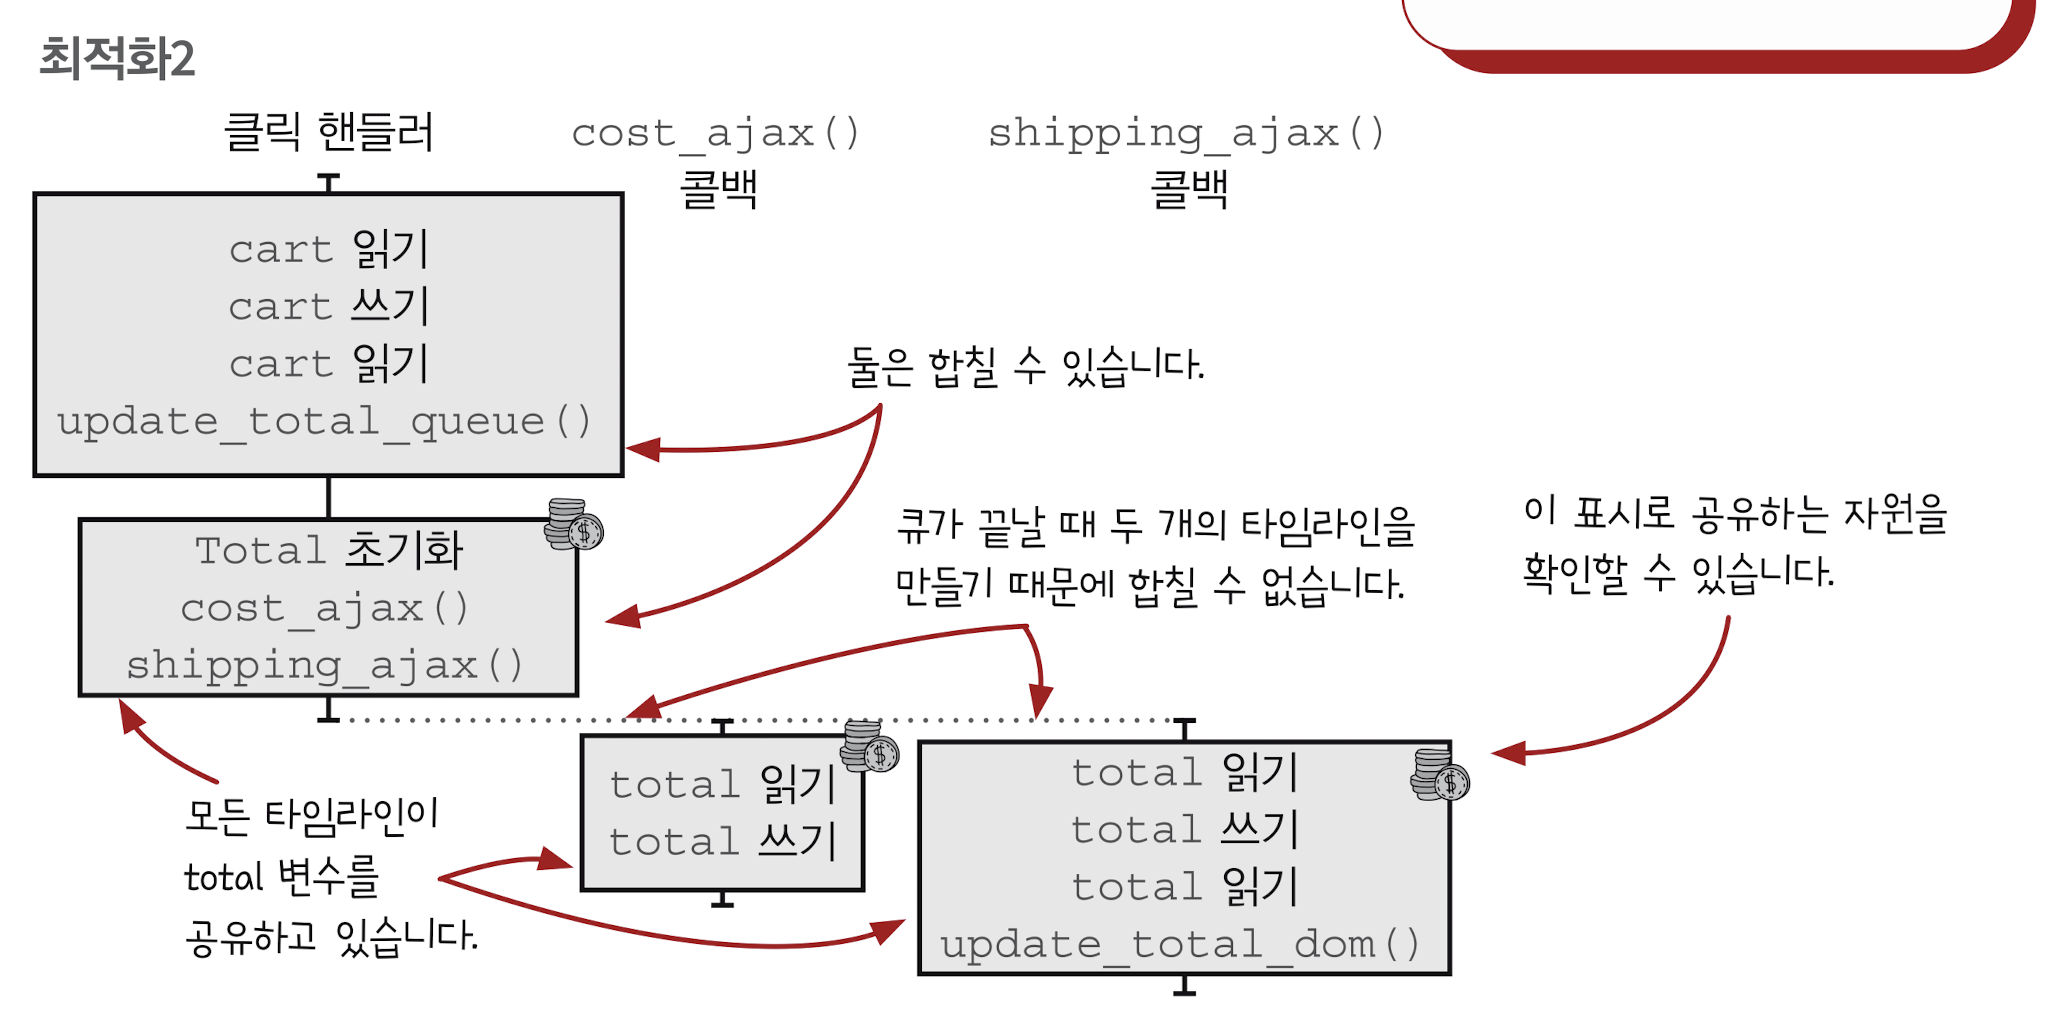 최적화2
클릭 핸들러
cost_ajax()
콜백
shipping_ajax()
콜백
cart 읽기
cart 쓰기
cart 읽기
update_total_queue()
둘은 합칠 수 있습니다.
Total 초기화
cost_ajax()
shipping_ajax()
큐가 끝날 때 두 개의 타임라인을
만들기 때문에 합칠 수 없습니다.
이 표시로 공유하는 자원을
확인할 수 있습니다.
total 읽기
total 쓰기
total 읽기
total 쓰기
total 읽기
update_total_dom()
모든 타임라인이
total 변수를
공유하고 있습니다.